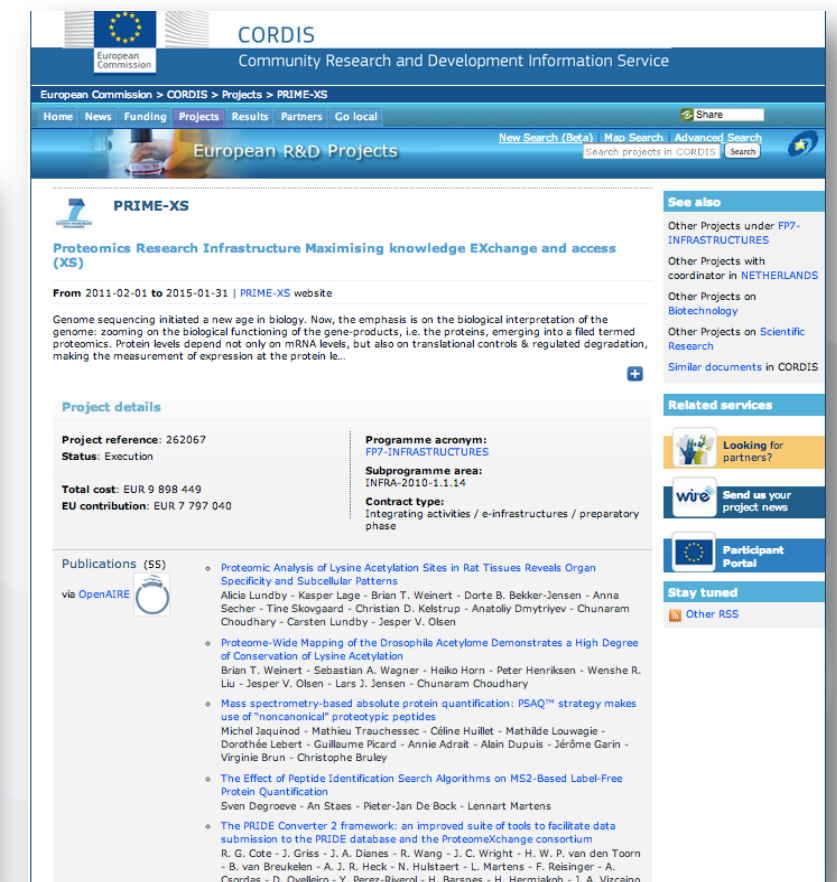 CORDIS
European
Commission
Community Research and Development Information Service
European Commission > CORDIS > Projects > PRIME-XS
Home News Funding Projects Results Partners Go local
Share
European R&D Projects
New Search (Beta) | Map Search | Advanced Search
Search projects in CORDIS Search
PRIME-XS
Proteomics Research Infrastructure Maximising knowledge EXchange and access
(XS)
From 2011-02-01 to 2015-01-31 | PRIME-XS website
Genome sequencing initiated a new age in biology. Now, the emphasis is on the biological interpretation of the
genome: zooming on the biological functioning of the gene-products, i.e. the proteins, emerging into a filed termed
proteomics. Protein levels depend not only on mRNA levels, but also on translational controls & regulated degradation,
making the measurement of expression at the protein le...
Project details
Project reference: 262067
Status: Execution
Total cost: EUR 9 898 449
EU contribution: EUR 7 797 040
Programme acronym:
FP7-INFRASTRUCTURES
Subprogramme area:
INFRA-2010-1.1.14
Contract type:
Integrating activities / e-infrastructures / preparatory
phase
Publications (55)
via OpenAIRE
Proteomic Analysis of Lysine Acetylation Sites in Rat Tissues Reveals Organ
Specificity and Subcellular Patterns
Alicia Lundby - Kasper Lage - Brian T. Weinert - Dorte B. Bekker-Jensen - Anna
Secher - Tine Skovgaard - Christian D. Kelstrup - Anatoliy Dmytriyev - Chunaram
Choudhary - Carsten Lundby - Jesper V. Olsen
Proteome-Wide Mapping of the Drosophila Acetylome Demonstrates a High Degree
of Conservation of Lysine Acetylation
Brian T. Weinert - Sebastian A. Wagner - Heiko Horn - Peter Henriksen - Wenshe R.
Liu - Jesper V. Olsen - Lars J. Jensen - Chunaram Choudhary
Mass spectrometry-based absolute protein quantification: PSAQ™ strategy makes
use of "noncanonical" proteotypic peptides
Michel Jaquinod - Mathieu Trauchessec - Céline Huillet - Mathilde Louwagie -
Dorothée Lebert - Guillaume Picard - Annie Adrait - Alain Dupuis - Jérôme Garin -
Virginie Brun - Christophe Bruley
The Effect of Peptide Identification Search Algorithms on MS2-Based Label-Free
Protein Quantification
Sven Degroeve - An Staes - Pieter-Jan De Bock - Lennart Martens
The PRIDE Converter 2 framework: an improved suite of tools to facilitate data
submission to the PRIDE database and the ProteomeXchange consortium
R. G. Cote - J. Griss - J. A. Dianes - R. Wang - J. C. Wright - H. W. P. van den Toorn
- B. van Breukelen - A. J. R. Heck - N. Hulstaert - L. Martens - F. Reisinger - A.
Csordas - D. Ovelleiro - Y. Perez-Riverol - H. Barsnes - H. Hermjakob - J. A. Vizcaino
See also
Other Projects under FP7-
INFRASTRUCTURES
Other Projects with
coordinator in NETHERLANDS
Other Projects on
Biotechnology
Other Projects on Scientific
Research
Similar documents in CORDIS
Related services
Looking for
partners?
wire
Send us your
project news
Participant
Portal
Stay tuned
Other RSS